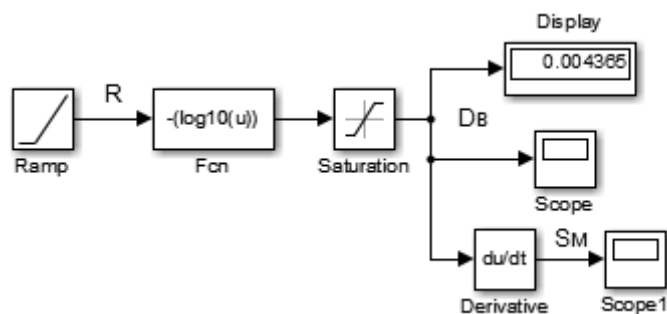 Display
0.004365
R
-(log10(u))
DB
Ramp
Fcn
Saturation
Scope
du/dt
SM
Derivative
Scope1